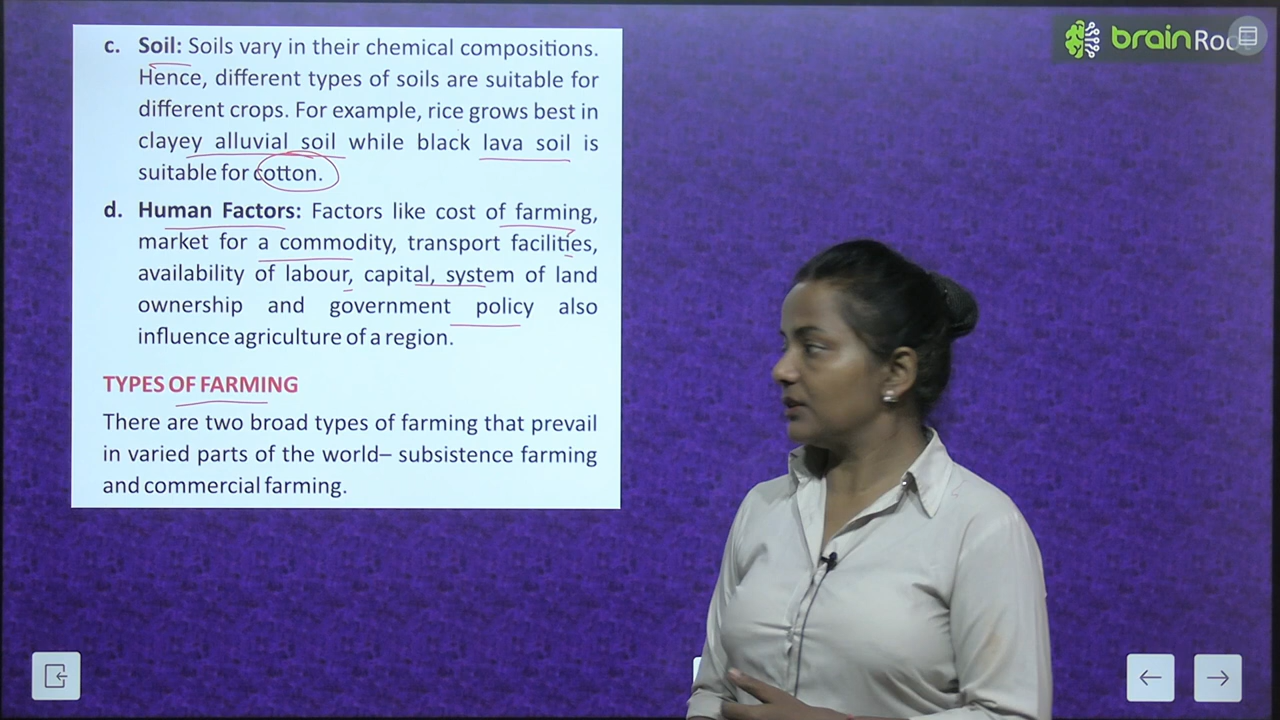 c. Soil: Soils vary in their chemical compositions.
Hence, different types of soils are suitable for
different crops. For example, rice grows best in
clayey alluvial soil while black lava soil is
suitable for cotton.
d. Human Factors: Factors like cost of farming,
market for a commodity, transport facilities,
availability of labour, capital, system of land
ownership and government policy also
influence agriculture of a region.
TYPES OF FARMING
There are two broad types of farming that prevail
in varied parts of the world– subsistence farming
and commercial farming.
brain